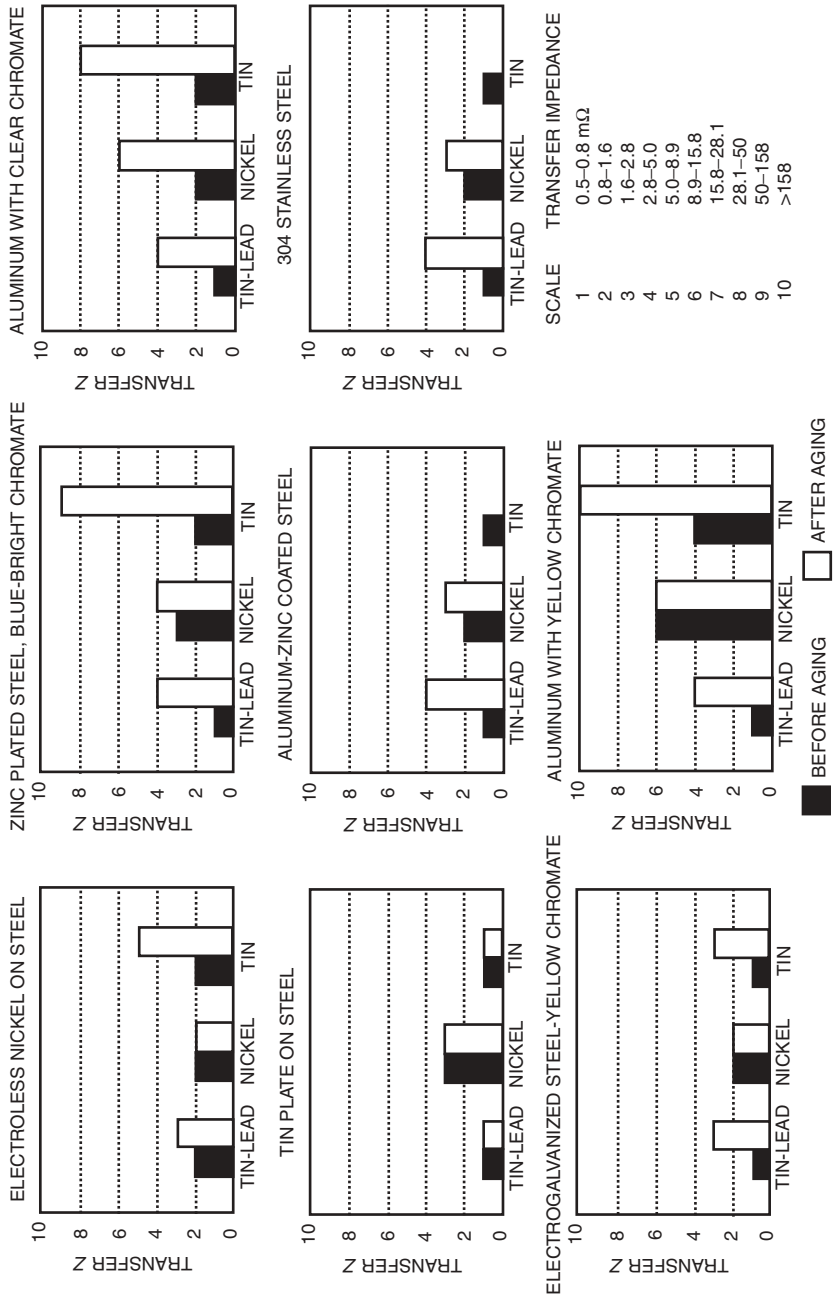 ELECTROLESS NICKEL ON STEEL
TRANSFER Z
10
8
6
4
2
0
TIN-LEAD NICKEL TIN
ZINC PLATED STEEL, BLUE-BRIGHT CHROMATE
TRANSFER Z
10
8
6
4
2
0
TIN-LEAD NICKEL TIN
ALUMINUM WITH CLEAR CHROMATE
TRANSFER Z
10
8
6
4
2
0
TIN-LEAD NICKEL TIN
TIN PLATE ON STEEL
TRANSFER Z
10
8
6
4
2
0
TIN-LEAD NICKEL TIN
ALUMINUM-ZINC COATED STEEL
TRANSFER Z
10
8
6
4
2
0
TIN-LEAD NICKEL TIN
304 STAINLESS STEEL
TRANSFER Z
10
8
6
4
2
0
TIN-LEAD NICKEL TIN
ELECTROGALVANIZED STEEL-YELLOW CHROMATE
TRANSFER Z
10
8
6
4
2
0
TIN-LEAD NICKEL TIN
ALUMINUM WITH YELLOW CHROMATE
TRANSFER Z
10
8
6
4
2
0
TIN-LEAD NICKEL TIN
SCALE TRANSFER IMPEDANCE
1 0.5–0.8 mΩ
2 0.8–1.6
3 1.6–2.8
4 2.8–5.0
5 5.0–8.9
6 8.9–15.8
7 15.8–28.1
8 28.1–50
9 50–158
10 >158
BEFORE AGING AFTER AGING